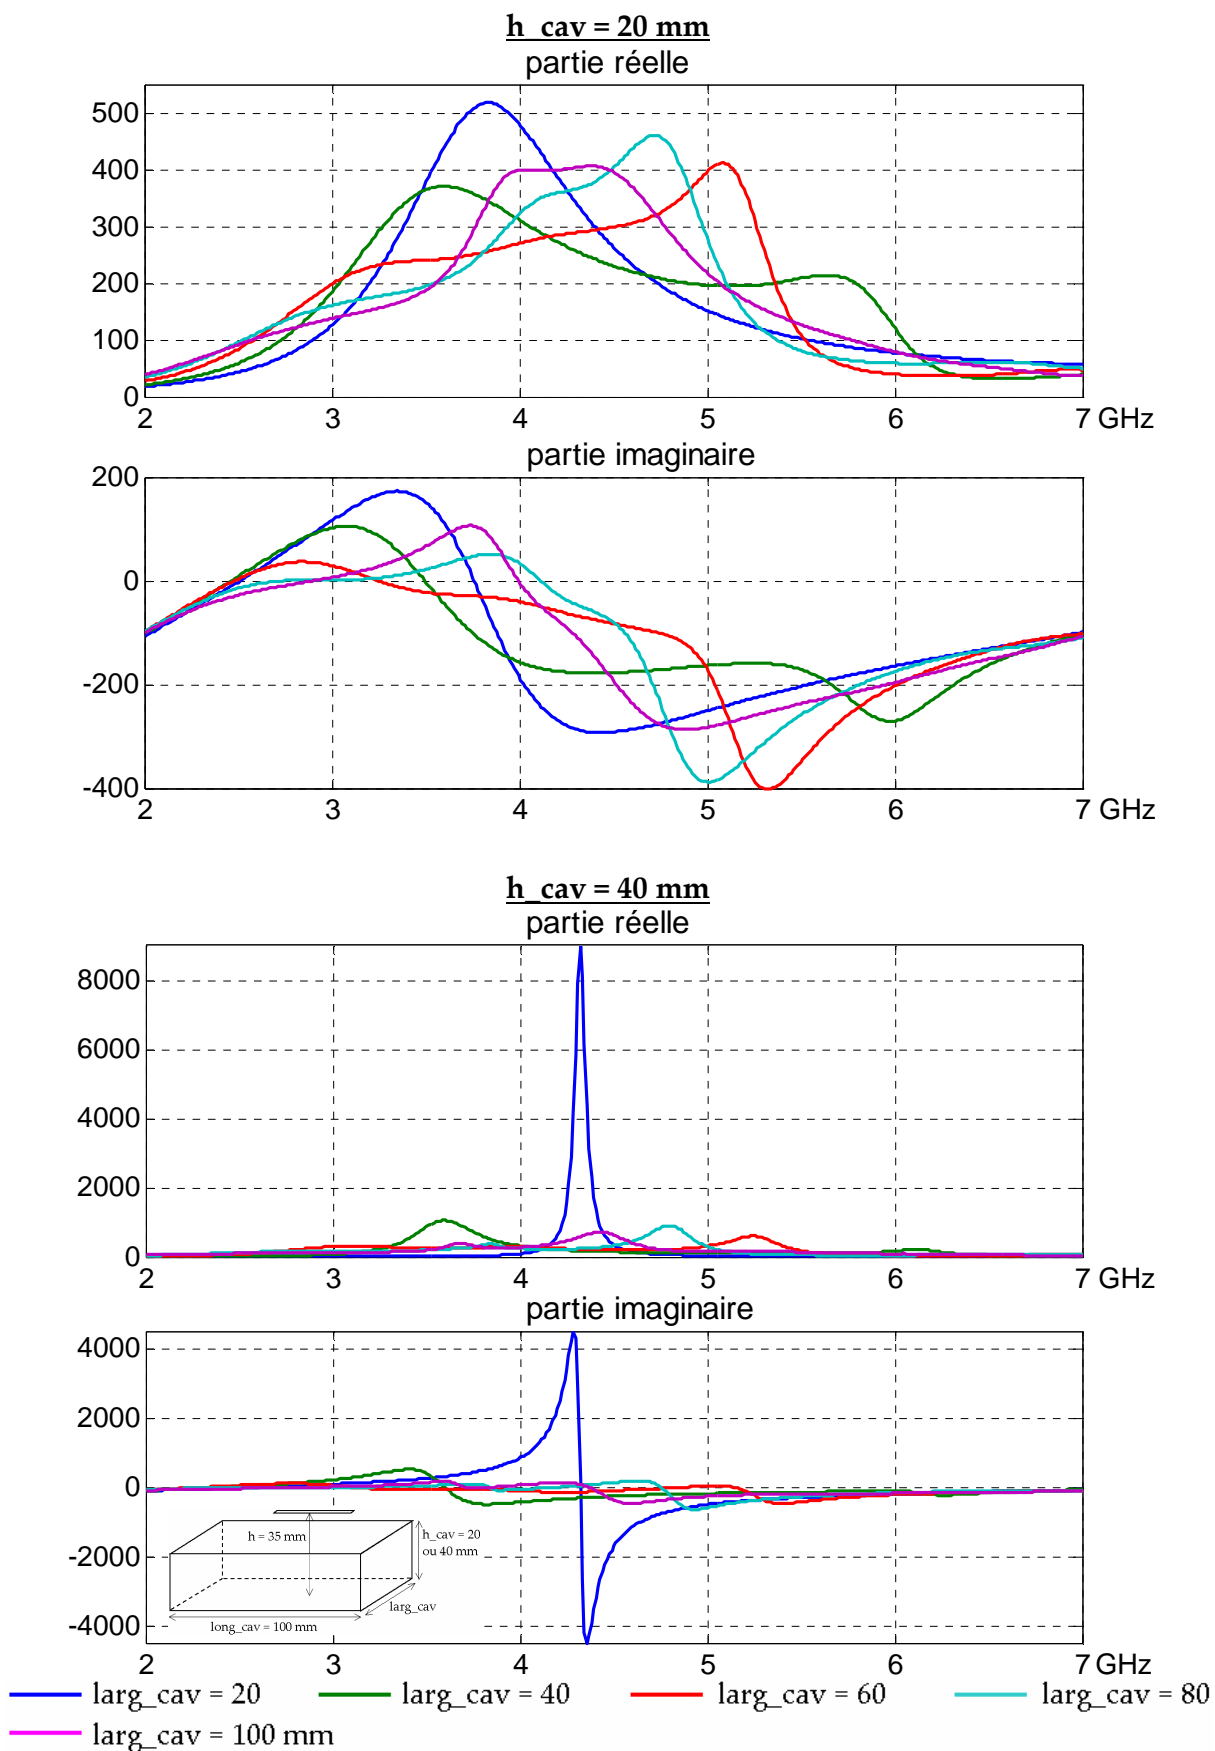 h_cav = 20 mm
partie réelle
500
400
300
200
100
0
2 3 4 5 6 7 GHz
partie imaginaire
200
0
-200
-400
2 3 4 5 6 7 GHz
h_cav = 40 mm
partie réelle
8000
6000
4000
2000
0
2 3 4 5 6 7 GHz
partie imaginaire
4000
2000
0
-2000
-4000
h = 35 mm
h_cav = 20
ou 40 mm
larg_cav
long_cav = 100 mm
2 3 4 5 6 7 GHz
larg_cav = 20 larg_cav = 40 larg_cav = 60 larg_cav = 80
larg_cav = 100 mm